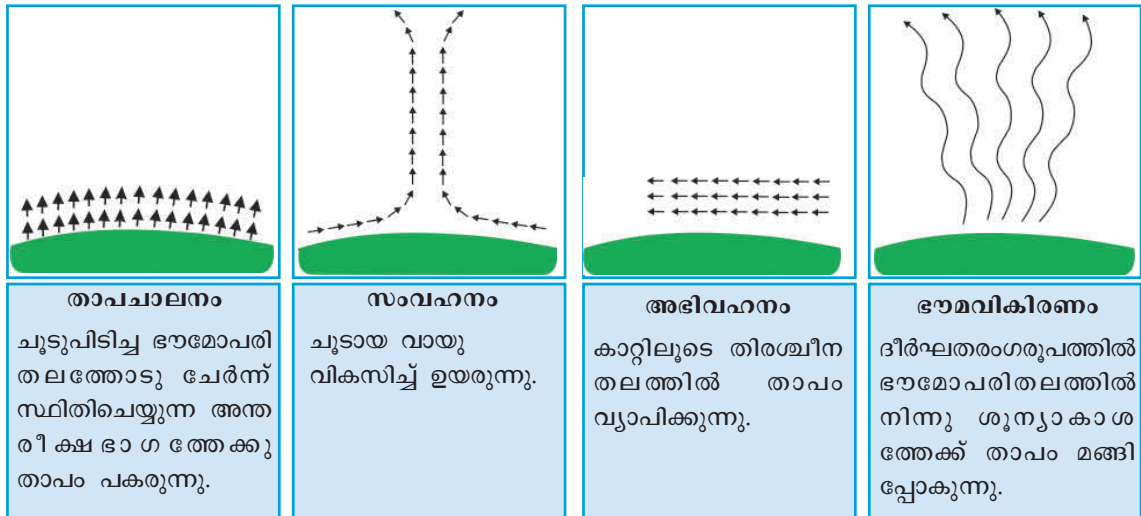 താപചാലനം
ചൂടുപിടിച്ച ഭൗമോപരി
തലത്തോടു ചേർന്ന്
സ്ഥിതിചെയ്യുന്ന അന്ത
രീക്ഷഭാഗത്തേക്കു
താപം പകരുന്നു.
സംവഹനം
ചൂടായ വായു
വികസിച്ച് ഉയരുന്നു.
അഭിവഹനം
കാറ്റിലൂടെ തിരശ്ചീന
തലത്തിൽ താപം
വ്യാപിക്കുന്നു.
ഭൗമവികിരണം
ദീർഘതരംഗരൂപത്തിൽ
ഭൗമോപരിതലത്തിൽ
നിന്നു ശൂന്യാകാശ
ത്തേക്ക് താപം മങ്ങി
പ്പോകുന്നു.